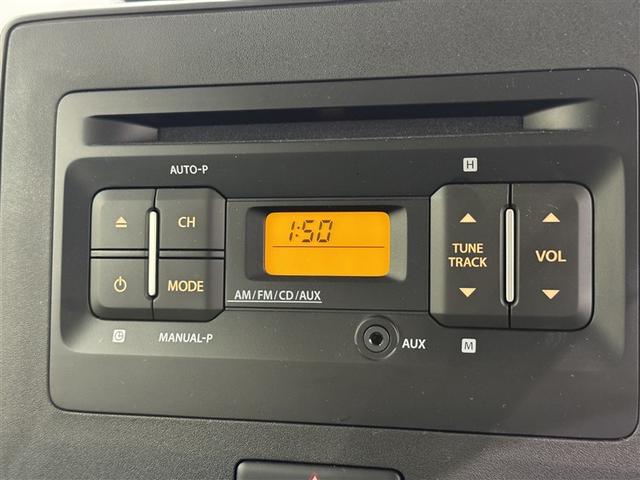 AUTO-P
H
CH
1:50
TUNE
TRACK
VOL
MODE
AM/FM/CD/AUX
MANUAL-P
AUX
M